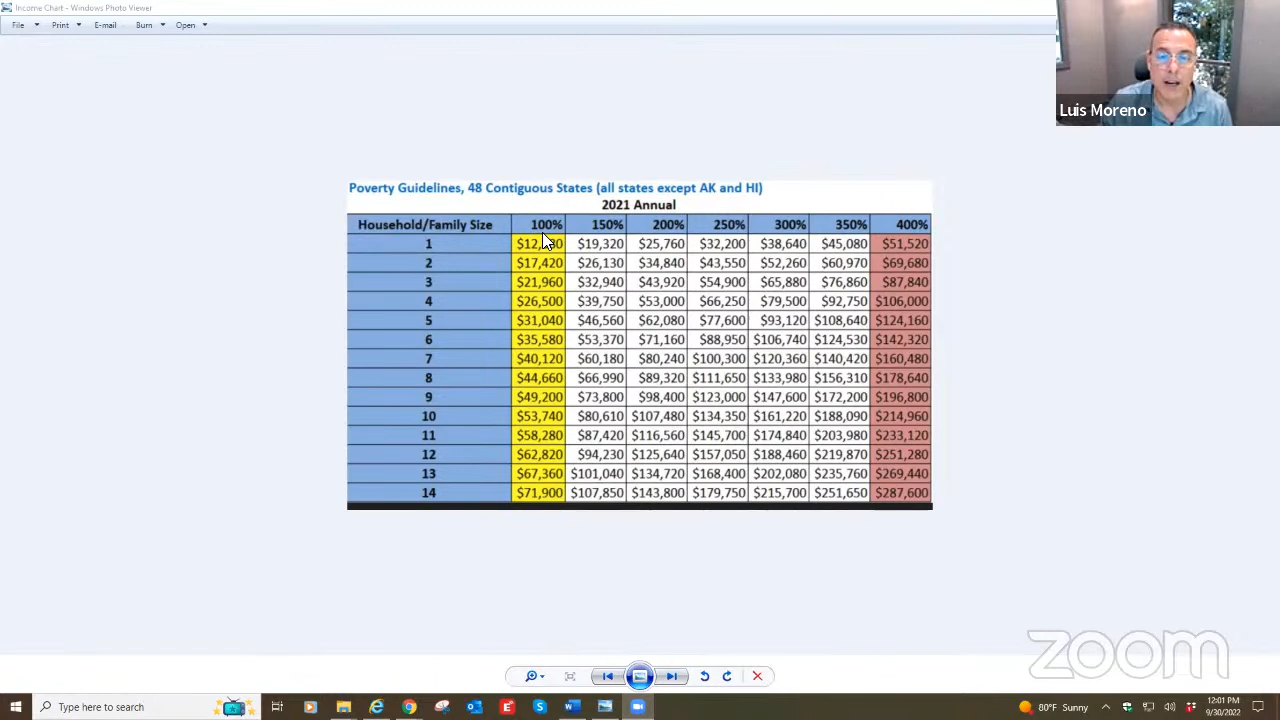 Income Chart - Windows Photo Viewer
File Print E-mail Burn Open
Luis Moreno
Poverty Guidelines, 48 Contiguous States (all states except AK and HI)
2021 Annual
Household/Family Size 100% 150% 200% 250% 300% 350% 400%
1 $19,320 $25,760 $32,200 $38,640 $45,080 $51,520
2 $17,420 $26,130 $34,840 $43,550 $52,260 $60,970 $69,680
3 $21,960 $32,940 $43,920 $54,900 $65,880 $76,860 $87,840
4 $26,500 $39,750 $53,000 $66,250 $79,500 $92,750 $106,000
5 $31,040 $46,560 $62,080 $77,600 $93,120 $108,640 $124,160
6 $35,580 $53,370 $71,160 $88,950 $106,740 $124,530 $142,320
7 $40,120 $60,180 $80,240 $100,300 $120,360 $140,420 $160,480
8 $44,660 $66,990 $89,320 $111,650 $133,980 $156,310 $178,640
9 $49,200 $73,800 $98,400 $123,000 $147,600 $172,200 $196,800
10 $53,740 $80,610 $107,480 $134,350 $161,220 $188,090 $214,960
11 $58,280 $87,420 $116,560 $145,700 $174,840 $203,980 $233,120
12 $62,820 $94,230 $125,640 $157,050 $188,460 $219,870 $251,280
13 $67,360 $101,040 $134,720 $168,400 $202,080 $235,760 $269,440
14 $71,900 $107,850 $143,800 $179,750 $215,700 $251,650 $287,600
zoom
Type here to search
80°F Sunny
12:01 PM
9/30/2022